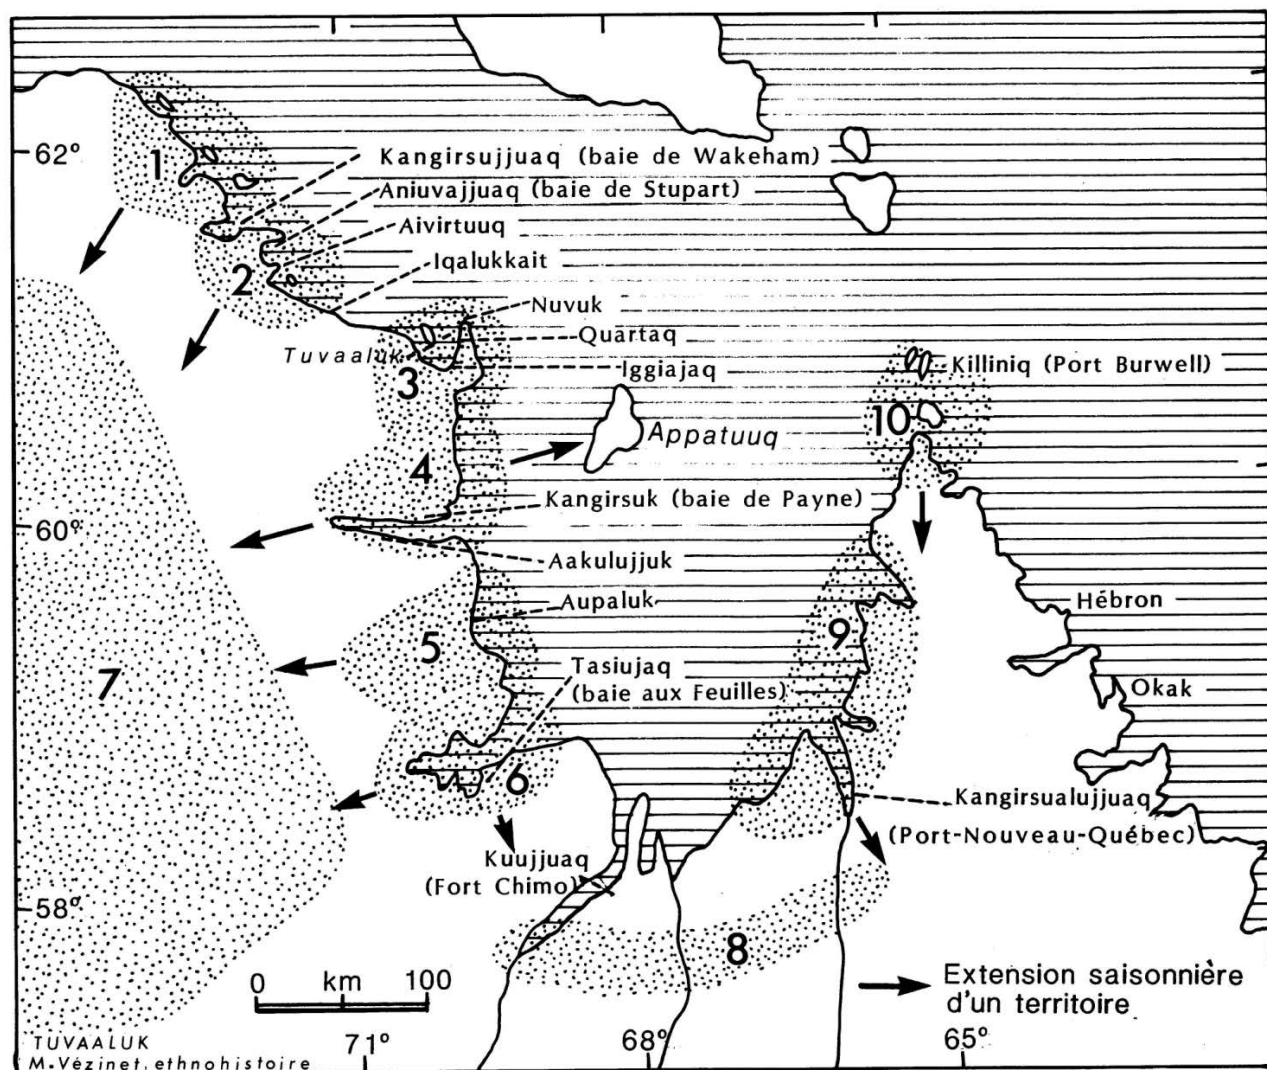 62°
1
Kangirsujjuaq (baie de Wakeham)
Aniuvajjuaq (baie de Stupart)
Aivirtuuq
2
Iqalukkait
Nuvuk
Quartaq
Tuvaaluk
Iggiajaq
Killiniq (Port Burwell)
3
10
Appatuuq
4
Kangirsuk (baie de Payne)
60°
Aakulujjuk
Aupaluk
Hébron
9
5
Tasiujaq
(baie aux Feuilles)
7
Okak
6
Kangirsualujjuaq
(Port-Nouveau-Québec)
Kuujjuaq
(Fort Chimo)
58°
8
0 km 100
Extension saisonnière
d'un territoire
71° 68° 65°
TUVAALUK
M.Vézinet, ethnohistoire